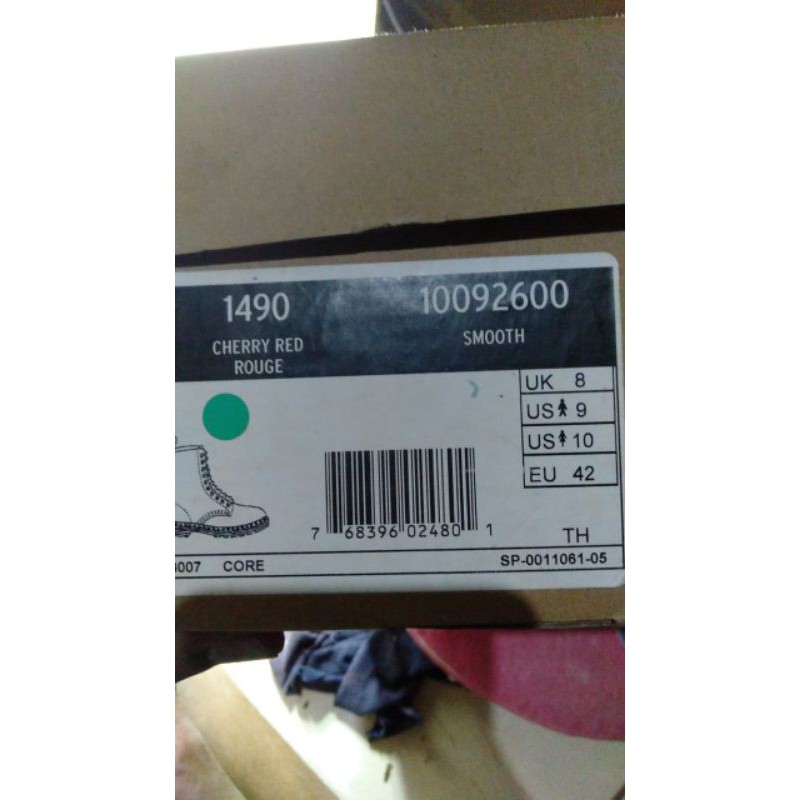 1490
10092600
CHERRY RED
ROUGE
SMOOTH
UK 8
US 9
US 10
EU 42
7 68396 02480 1
TH
007 CORE
SP-0011061-05